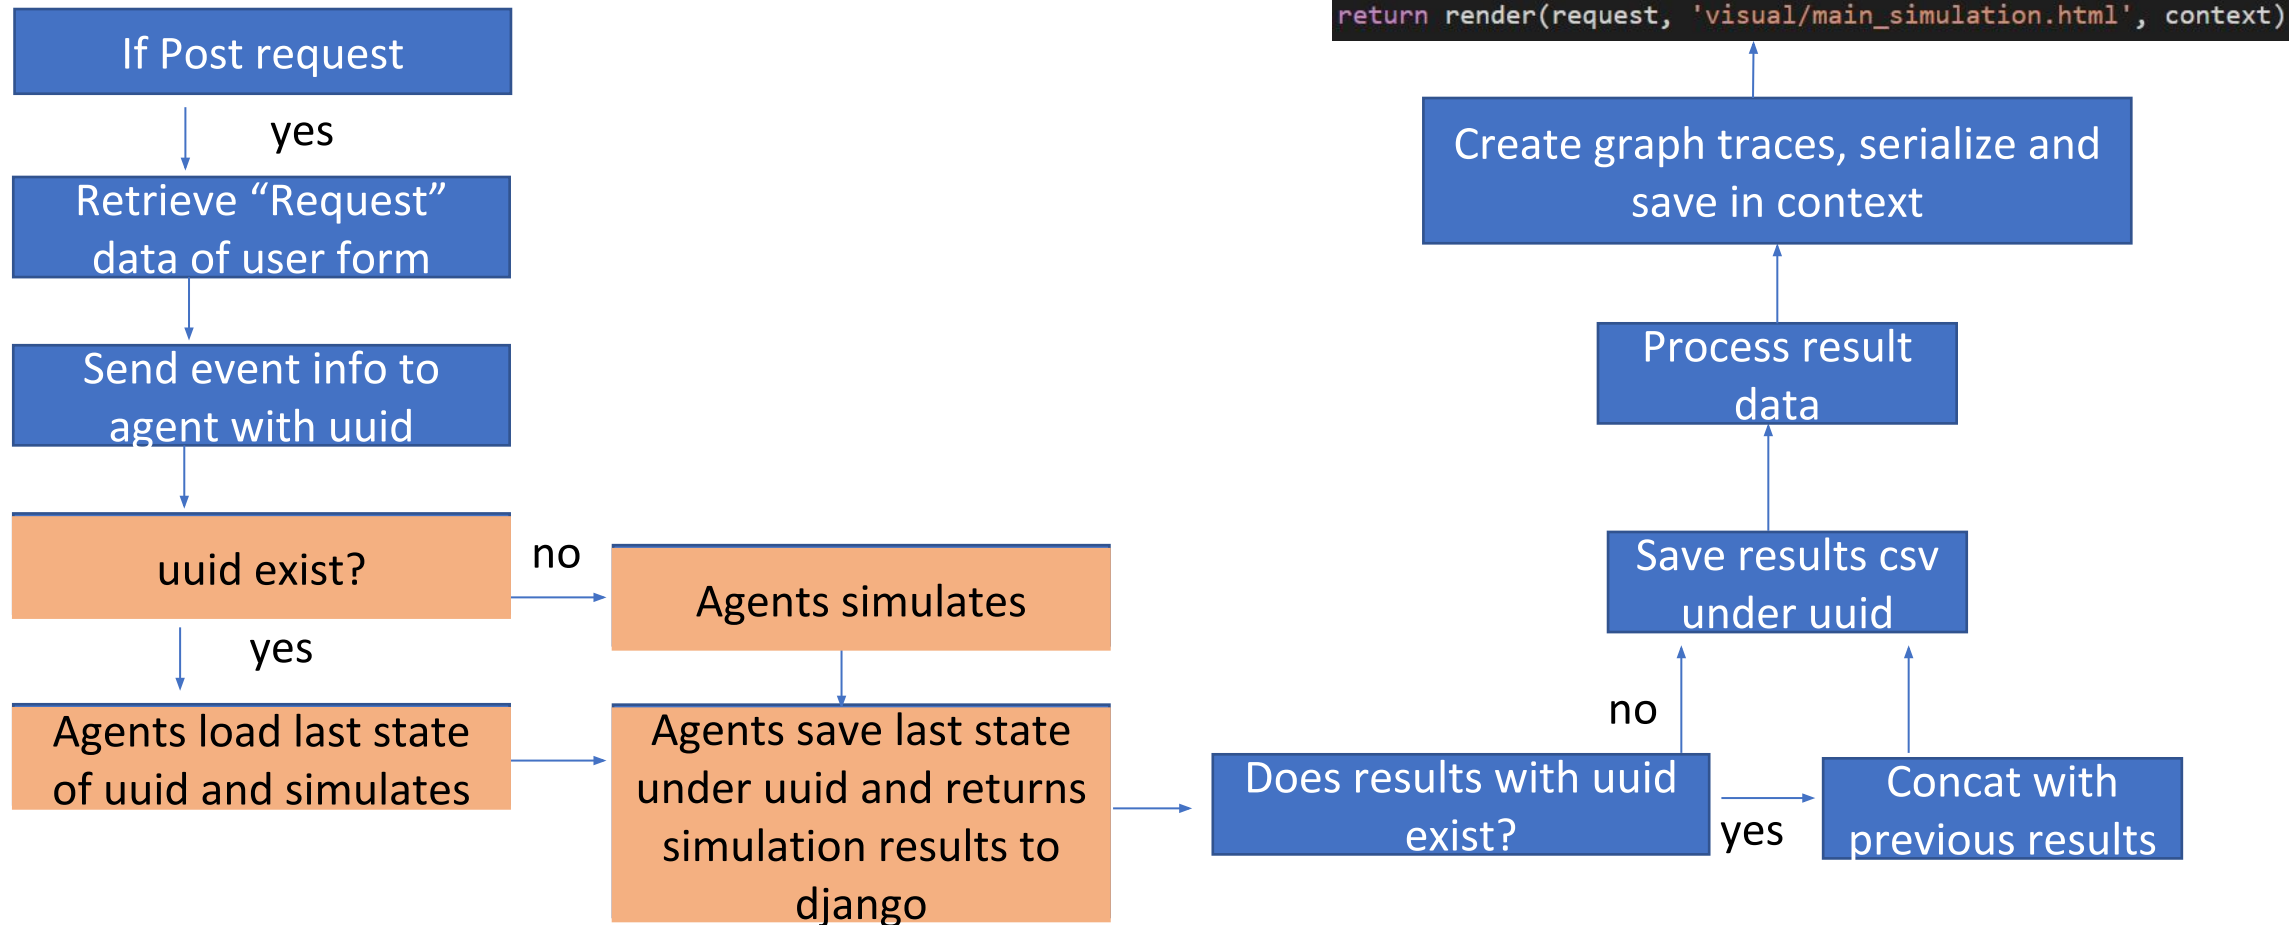 If Post request
yes
Retrieve “Request”
data of user form
Send event info to
agent with uuid
uuid exist?
no
yes
Agents load last state
of uuid and simulates
Agents simulates
Agents save last state
under uuid and returns
simulation results to
django
Does results with uuid
exist?
no
yes
Concat with
previous results
Save results csv
under uuid
Process result
data
Create graph traces, serialize and
save in context
return render(request, 'visual/main_simulation.html', context)